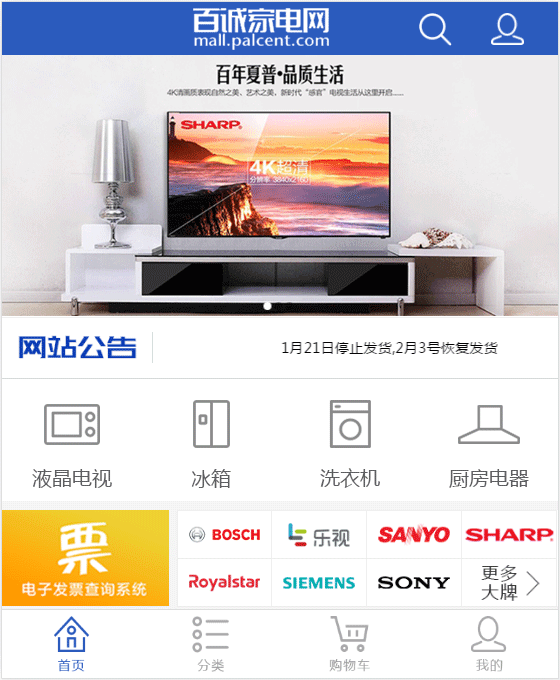 百诚家电网
mall.palcent.com
百年夏普•品质生活
4K清画质表现自然之美、艺术之美，新时代“感官”电视生活从这里开启......
SHARP
4K超清
分辨率 3840x2160
网站公告
1月21日停止发货,2月3号恢复发货
液晶电视
冰箱
洗衣机
厨房电器
票
电子发票查询系统
BOSCH
乐视
SANYO
SHARP
Royalstar
SIEMENS
SONY
更多
大牌
首页
分类
购物车
我的